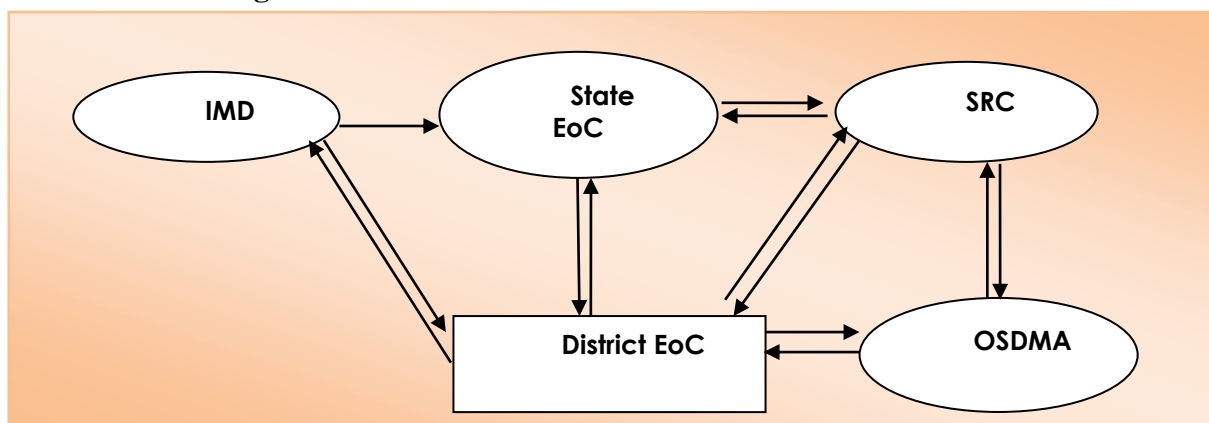 IMD
State
EoC
SRC
District EoC
OSDMA